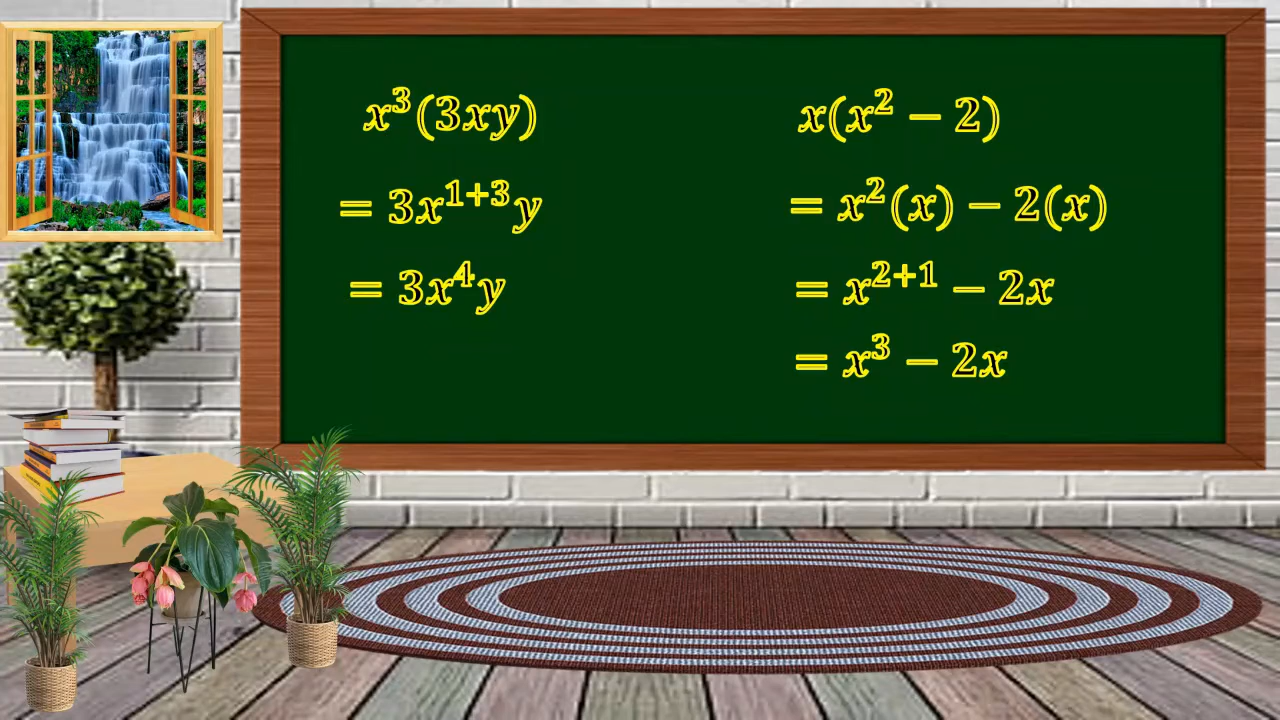 x³(3xy)
= 3x¹⁺³y
= 3x⁴y
x(x² − 2)
= x²(x) − 2(x)
= x²⁺¹ − 2x
= x³ − 2x